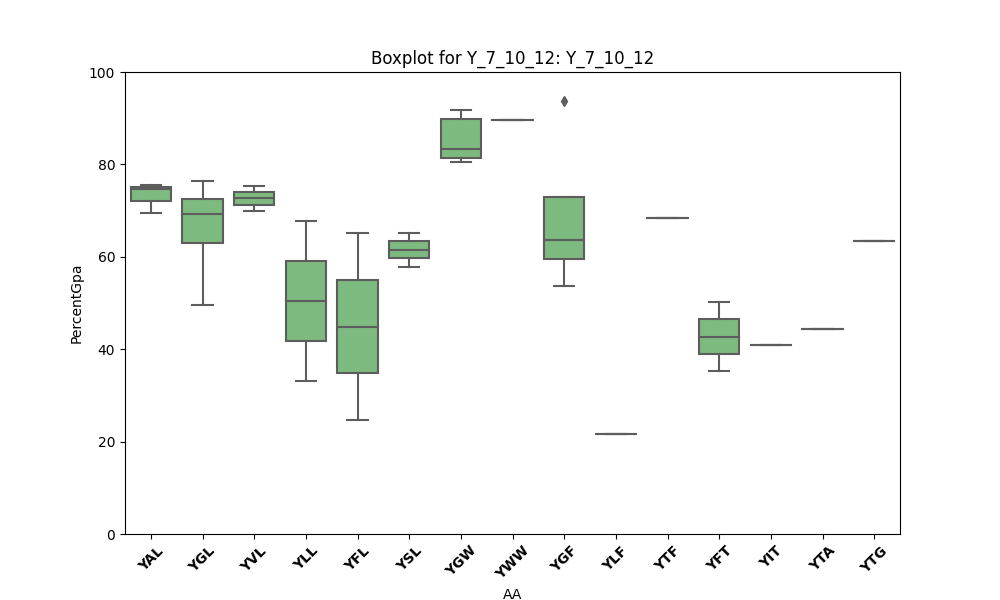 Boxplot for Y_7_10_12: Y_7_10_12
100
80
60
40
20
0
PercentGpa
YAL YGL YVL YLL YFL YSL YGW YWW YGF YLF YTF YFT YIT YTA YTG
AA